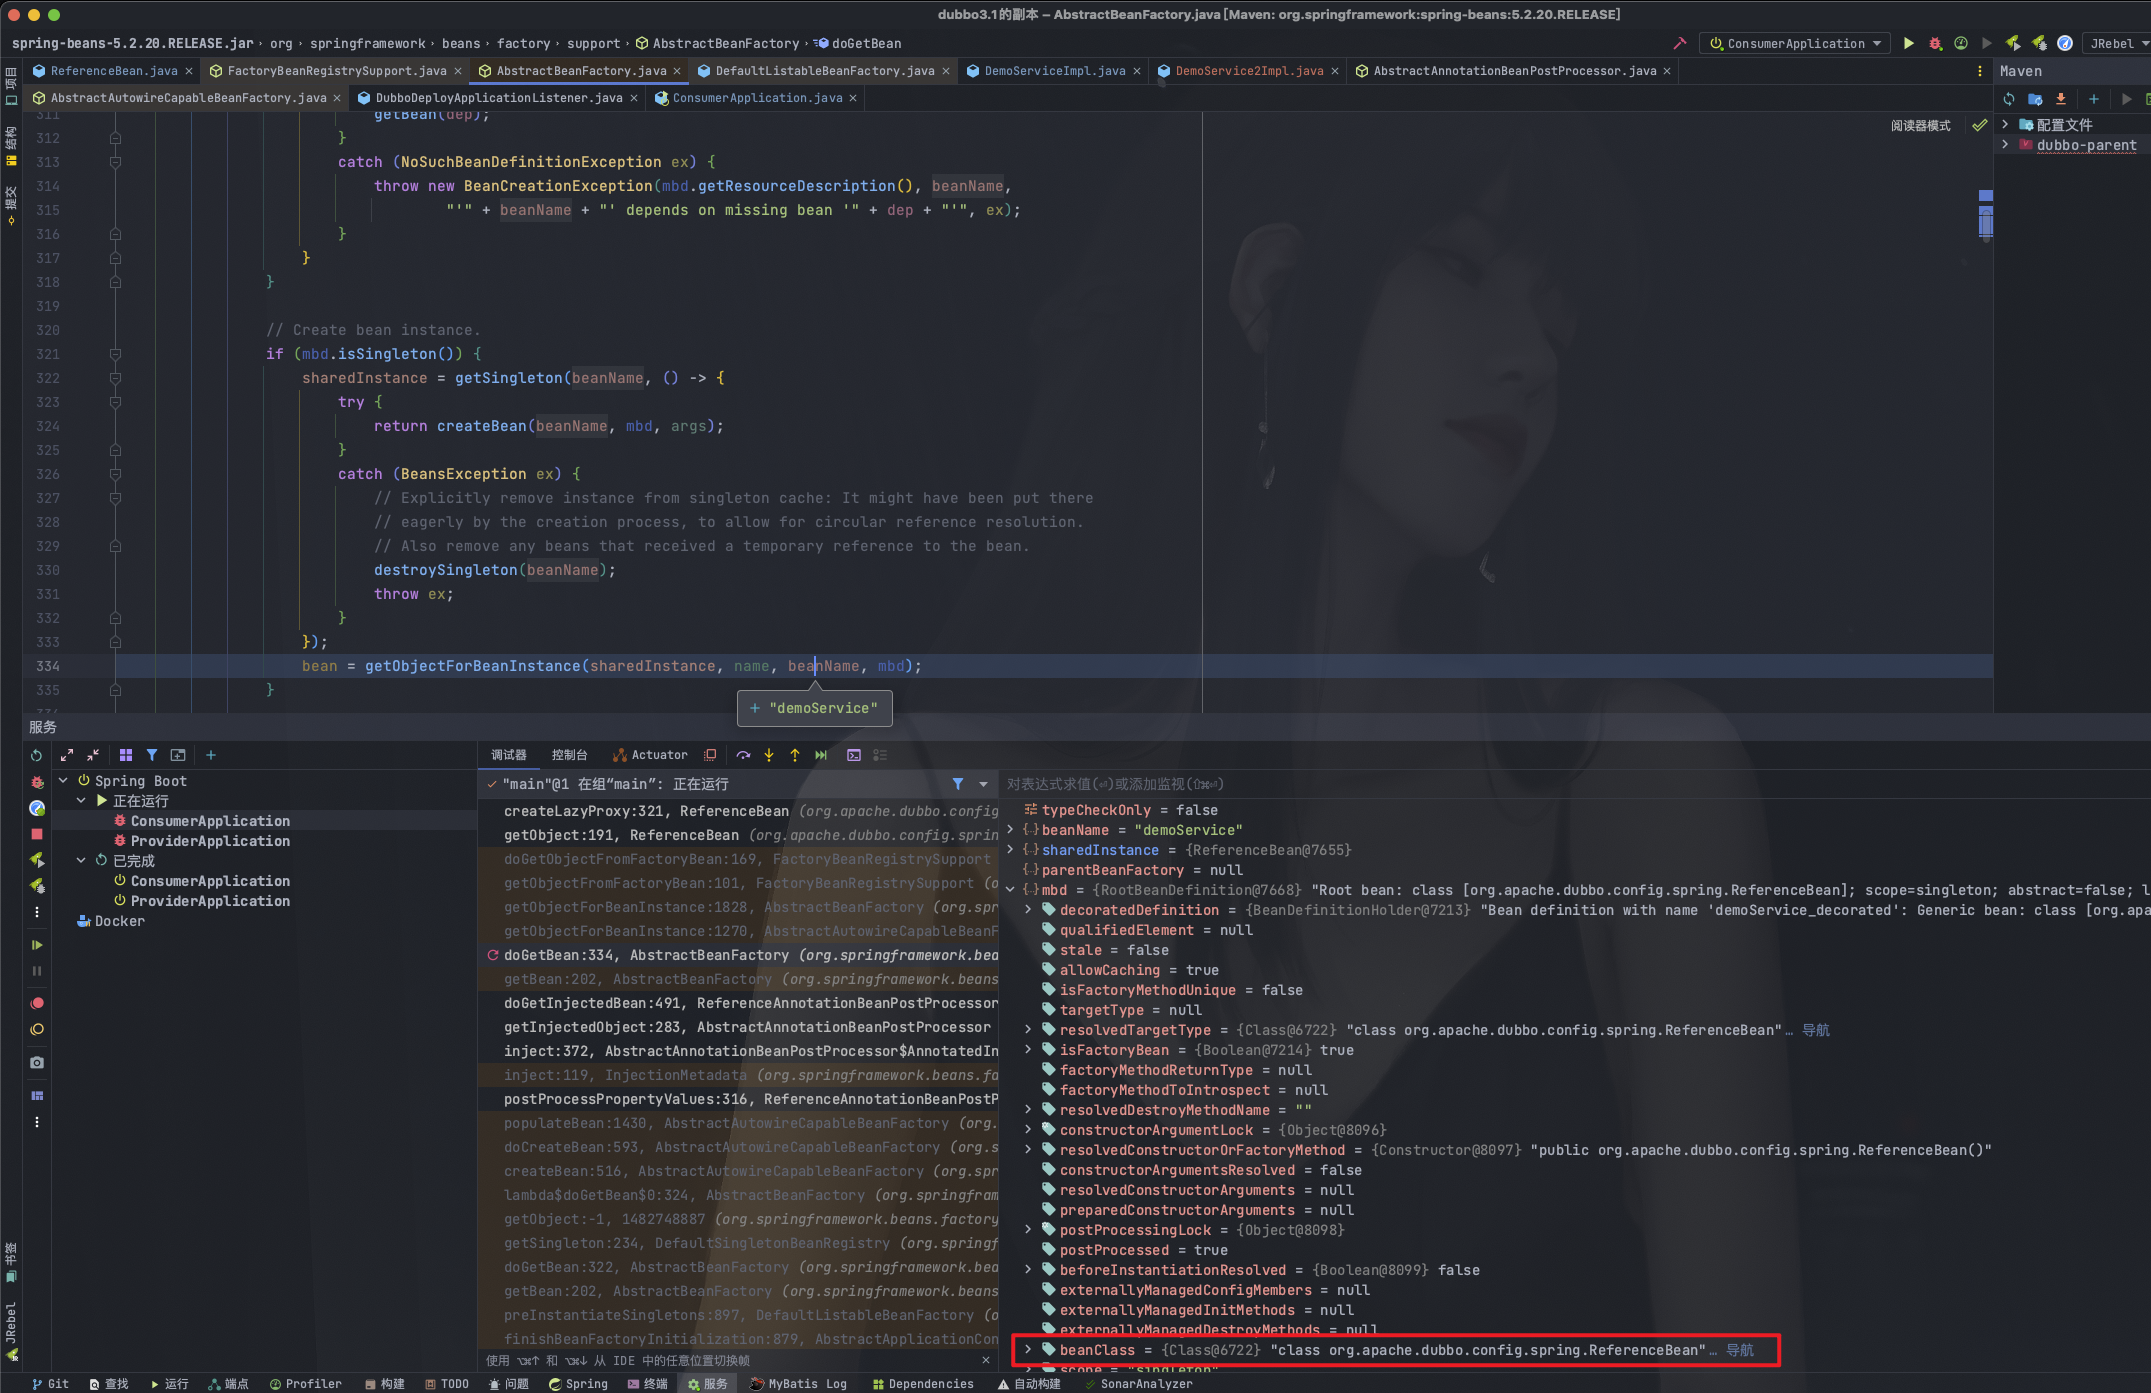 dubbo3.1的副本 – AbstractBeanFactory.java [Maven: org.springframework:spring-beans:5.2.20.RELEASE]
spring-beans-5.2.20.RELEASE.jar › org › springframework › beans › factory › support › AbstractBeanFactory › doGetBean
ConsumerApplication
JRebel
ReferenceBean.java × FactoryBeanRegistrySupport.java × AbstractBeanFactory.java × DefaultListableBeanFactory.java × DemoServiceImpl.java × DemoService2Impl.java × AbstractAnnotationBeanPostProcessor.java ×
Maven
AbstractAutowireCapableBeanFactory.java × DubboDeployApplicationListener.java × ConsumerApplication.java ×
项目
结构
提交
阅读器模式
配置文件
dubbo-parent
311 getBean(dep);
312 }
313 catch (NoSuchBeanDefinitionException ex) {
314 throw new BeanCreationException(mbd.getResourceDescription(), beanName,
315 "'" + beanName + "' depends on missing bean '" + dep + "'", ex);
316 }
317 }
318 }
319
320 // Create bean instance.
321 if (mbd.isSingleton()) {
322 sharedInstance = getSingleton(beanName, () -> {
323 try {
324 return createBean(beanName, mbd, args);
325 }
326 catch (BeansException ex) {
327 // Explicitly remove instance from singleton cache: It might have been put there
328 // eagerly by the creation process, to allow for circular reference resolution.
329 // Also remove any beans that received a temporary reference to the bean.
330 destroySingleton(beanName);
331 throw ex;
332 }
333 });
334 bean = getObjectForBeanInstance(sharedInstance, name, beanName, mbd);
335 }
+ "demoService"
服务
Spring Boot
正在运行
ConsumerApplication
ProviderApplication
已完成
ConsumerApplication
ProviderApplication
Docker
书签
JRebel
调试器 控制台 Actuator
"main"@1 在组“main”: 正在运行
createLazyProxy:321, ReferenceBean (org.apache.dubbo.config
getObject:191, ReferenceBean (org.apache.dubbo.config.sprin
doGetObjectFromFactoryBean:169, FactoryBeanRegistrySupport
getObjectFromFactoryBean:101, FactoryBeanRegistrySupport (o
getObjectForBeanInstance:1828, AbstractBeanFactory (org.spr
getObjectForBeanInstance:1270, AbstractAutowireCapableBeanF
doGetBean:334, AbstractBeanFactory (org.springframework.bea
getBean:202, AbstractBeanFactory (org.springframework.beans
doGetInjectedBean:491, ReferenceAnnotationBeanPostProcessor
getInjectedObject:283, AbstractAnnotationBeanPostProcessor
inject:372, AbstractAnnotationBeanPostProcessor$AnnotatedIn
inject:119, InjectionMetadata (org.springframework.beans.fa
postProcessPropertyValues:316, ReferenceAnnotationBeanPostP
populateBean:1430, AbstractAutowireCapableBeanFactory (org.
doCreateBean:593, AbstractAutowireCapableBeanFactory (org.s
createBean:516, AbstractAutowireCapableBeanFactory (org.spr
lambda$doGetBean$0:324, AbstractBeanFactory (org.springfram
getObject:-1, 1482748887 (org.springframework.beans.factory
getSingleton:234, DefaultSingletonBeanRegistry (org.springf
doGetBean:322, AbstractBeanFactory (org.springframework.bea
getBean:202, AbstractBeanFactory (org.springframework.beans
preInstantiateSingletons:897, DefaultListableBeanFactory (o
finishBeanFactoryInitialization:879, AbstractApplicationCon
使用 ⌥⌘↑ 和 ⌥⌘↓ 从 IDE 中的任意位置切换帧 ×
对表达式求值(⏎)或添加监视(⇧⌘⏎)
typeCheckOnly = false
beanName = "demoService"
sharedInstance = {ReferenceBean@7655}
parentBeanFactory = null
mbd = {RootBeanDefinition@7668} "Root bean: class [org.apache.dubbo.config.spring.ReferenceBean]; scope=singleton; abstract=false; l
decoratedDefinition = {BeanDefinitionHolder@7213} "Bean definition with name 'demoService_decorated': Generic bean: class [org.apa
qualifiedElement = null
stale = false
allowCaching = true
isFactoryMethodUnique = false
targetType = null
resolvedTargetType = {Class@6722} "class org.apache.dubbo.config.spring.ReferenceBean"… 导航
isFactoryBean = {Boolean@7214} true
factoryMethodReturnType = null
factoryMethodToIntrospect = null
resolvedDestroyMethodName = ""
constructorArgumentLock = {Object@8096}
resolvedConstructorOrFactoryMethod = {Constructor@8097} "public org.apache.dubbo.config.spring.ReferenceBean()"
constructorArgumentsResolved = false
resolvedConstructorArguments = null
preparedConstructorArguments = null
postProcessingLock = {Object@8098}
postProcessed = true
beforeInstantiationResolved = {Boolean@8099} false
externallyManagedConfigMembers = null
externallyManagedInitMethods = null
externallyManagedDestroyMethods = null
beanClass = {Class@6722} "class org.apache.dubbo.config.spring.ReferenceBean"… 导航
scope = "singleton"
Git 查找 运行 端点 Profiler 构建 TODO 问题 Spring 终端 服务 MyBatis Log Dependencies 自动构建 SonarAnalyzer